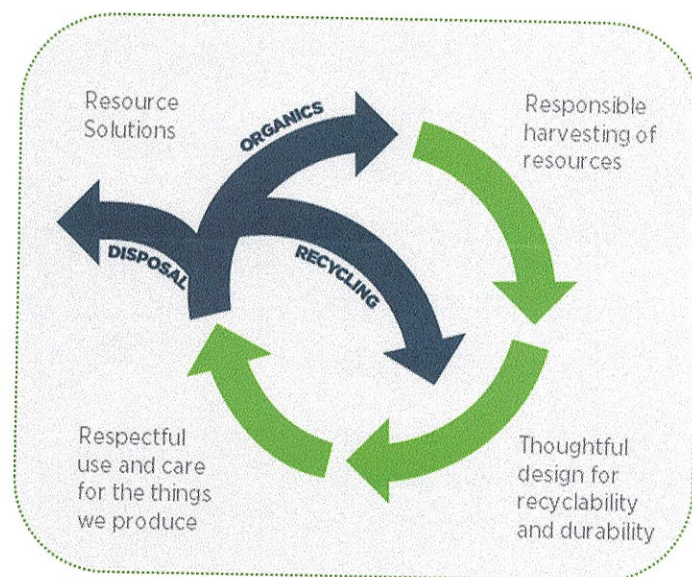 Resource
Solutions
ORGANICS
Responsible
harvesting of
resources
DISPOSAL
RECYCLING
Respectful
use and care
for the things
we produce
Thoughtful
design for
recyclability
and durability